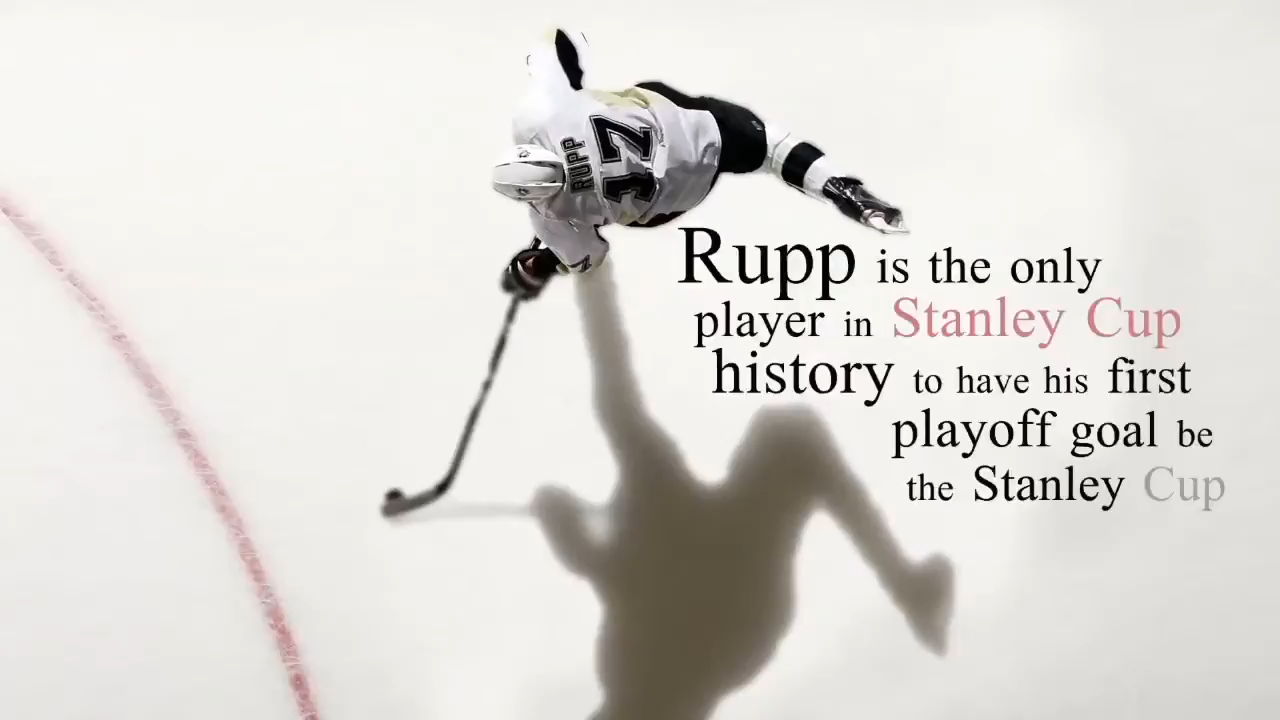 RUPP
17
Rupp is the only
player in Stanley Cup
history to have his first
playoff goal be
the Stanley Cup